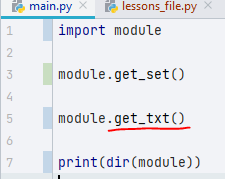 main.py lessons_file.py
1 import module
2
3 module.get_set()
4
5 module.get_txt()
6
7 print(dir(module))